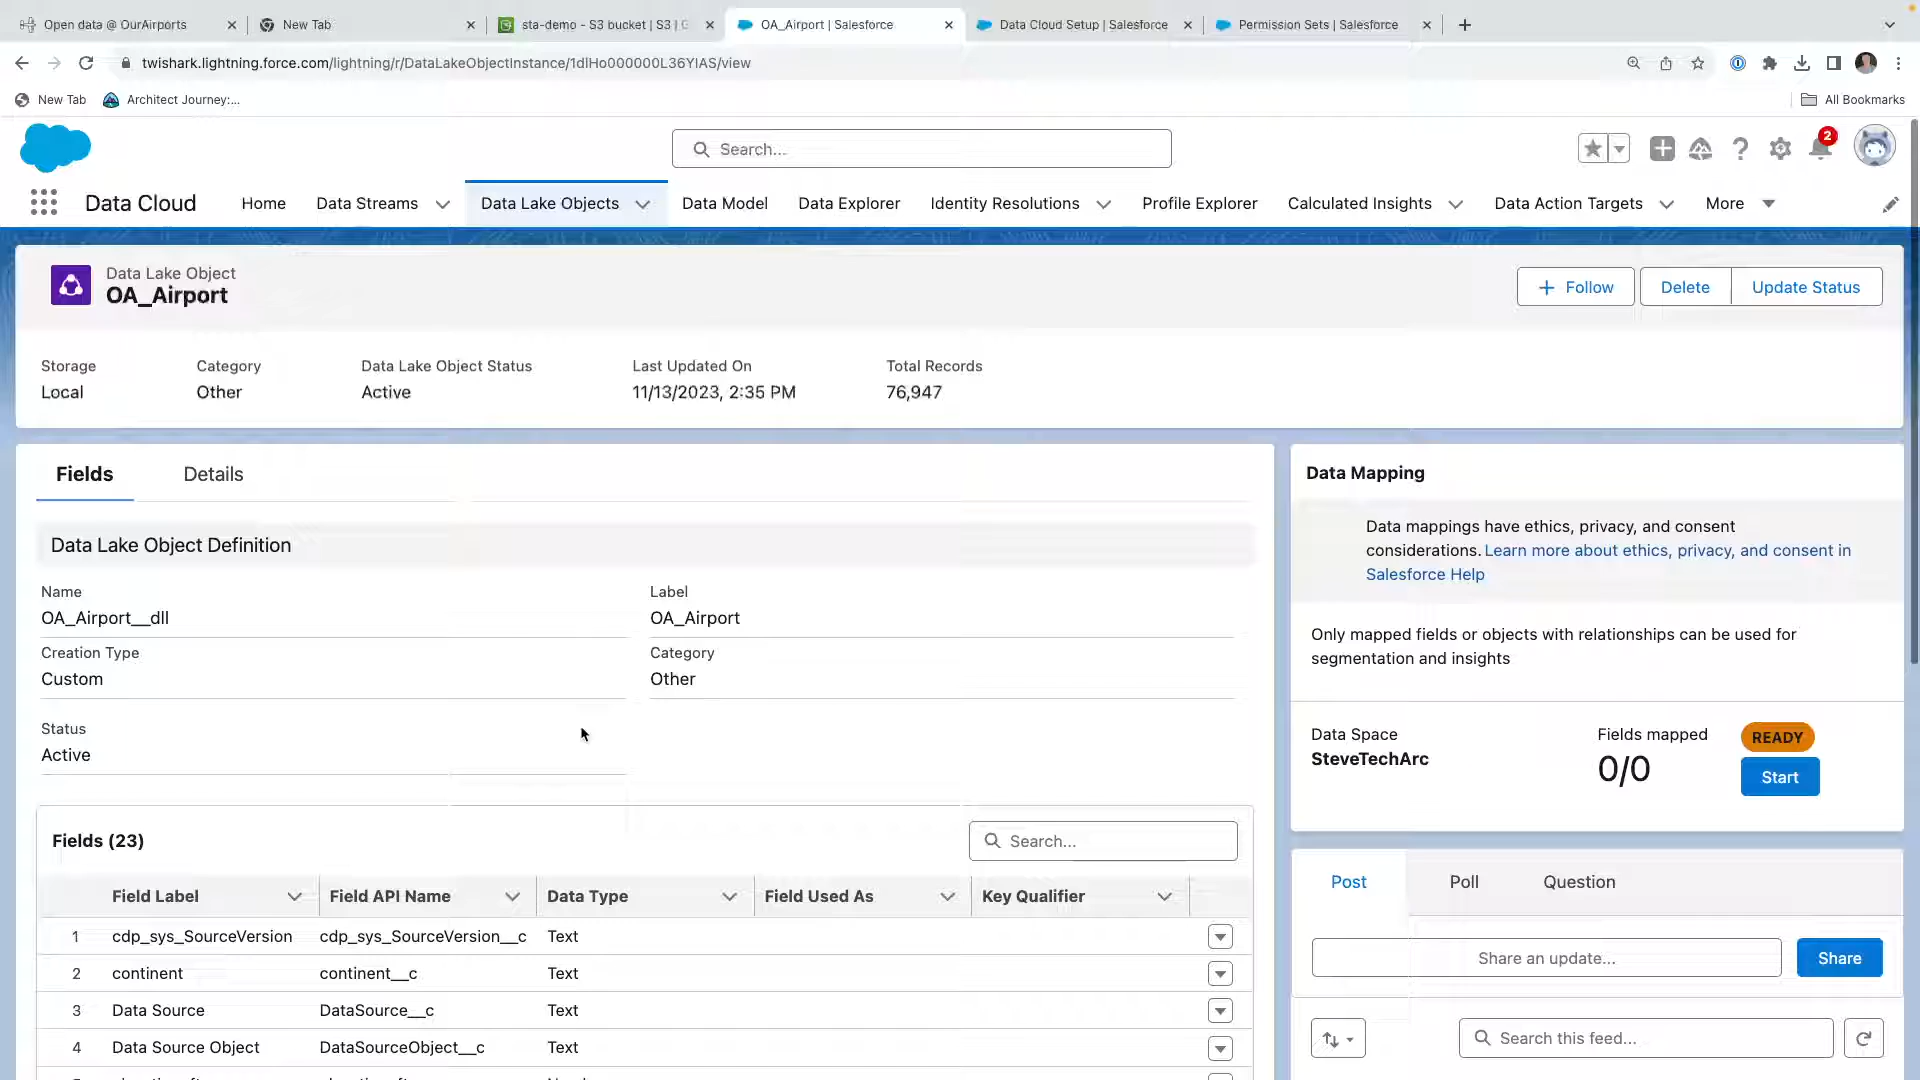 Open data @ OurAirports
New Tab
sta-demo - S3 bucket | S3 | G
OA_Airport | Salesforce
Data Cloud Setup | Salesforce
Permission Sets | Salesforce
twishark.lightning.force.com/lightning/r/DataLakeObjectInstance/1dlHo000000L36YIAS/view
New Tab
Architect Journey:...
All Bookmarks
Search...
2
Data Cloud
Home
Data Streams
Data Lake Objects
Data Model
Data Explorer
Identity Resolutions
Profile Explorer
Calculated Insights
Data Action Targets
More
Data Lake Object
OA_Airport
Follow
Delete
Update Status
Storage
Local
Category
Other
Data Lake Object Status
Active
Last Updated On
11/13/2023, 2:35 PM
Total Records
76,947
Fields
Details
Data Lake Object Definition
Name
OA_Airport__dll
Label
OA_Airport
Creation Type
Custom
Category
Other
Status
Active
Fields (23)
Search...
Field Label Field API Name Data Type Field Used As Key Qualifier
1 cdp_sys_SourceVersion cdp_sys_SourceVersion__c Text
2 continent continent__c Text
3 Data Source DataSource__c Text
4 Data Source Object DataSourceObject__c Text
Data Mapping
Data mappings have ethics, privacy, and consent
considerations. Learn more about ethics, privacy, and consent in
Salesforce Help
Only mapped fields or objects with relationships can be used for
segmentation and insights
Data Space
SteveTechArc
Fields mapped
0/0
READY
Start
Post
Poll
Question
Share an update...
Share
Search this feed...